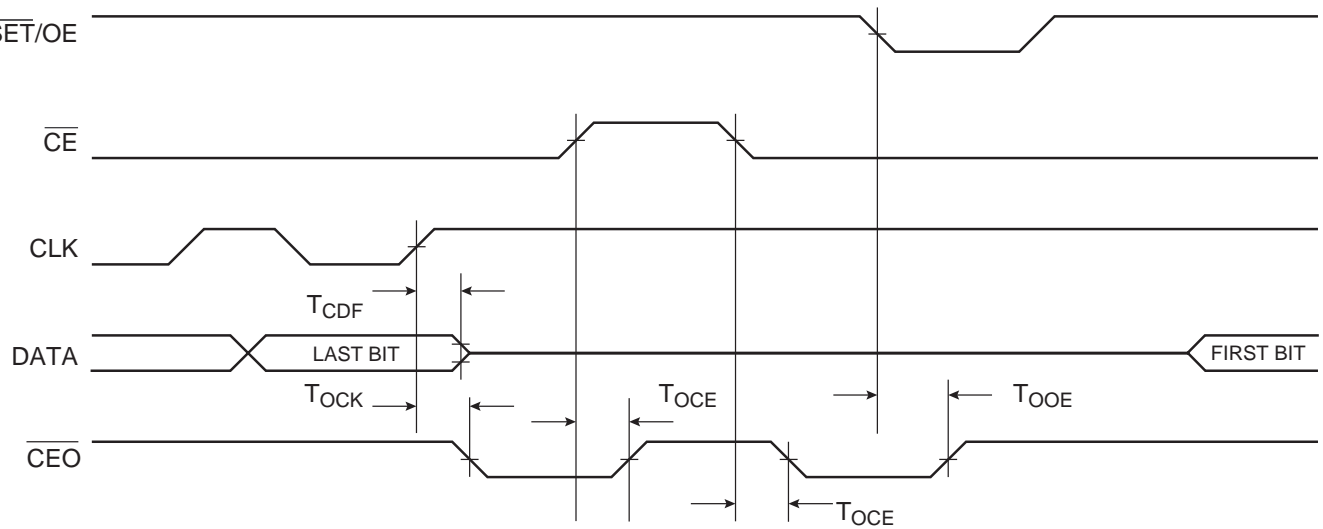 SET/OE
CE
CLK
TCDF
DATA
LAST BIT
FIRST BIT
TOCK
TOCE
TOOE
CEO
TOCE